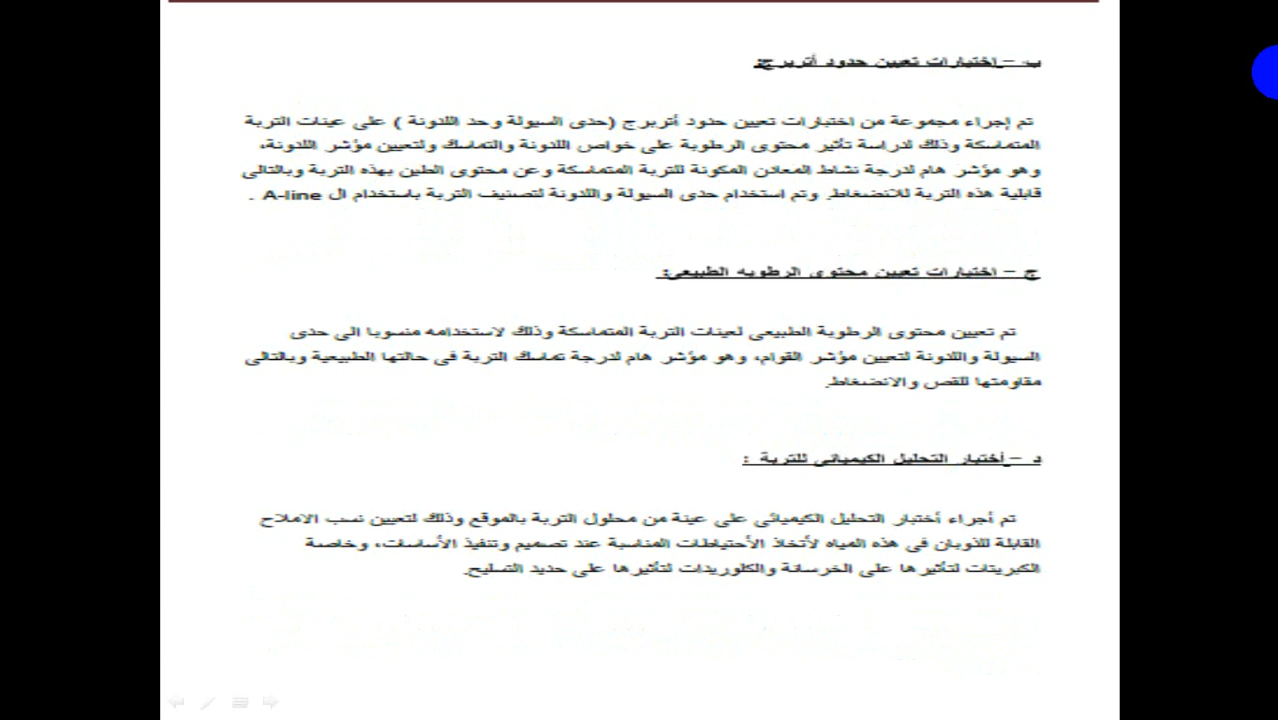 ب- – إختبارات تعيين حدود أتربرج:
تم إجراء مجموعة من اختبارات تعيين حدود أتربرج (حدى السيولة وحد اللدونة ) على عينات التربة
المتماسكة وذلك لدراسة تأثير محتوى الرطوبة على خواص اللدونة والتماسك ولتعيين مؤشر اللدونة،
وهو مؤشر هام لدرجة نشاط المعادن المكونة للتربة المتماسكة وعن محتوى الطين بهذه التربة وبالتالى
قابلية هذه التربة للانضغاط. وتم استخدام حدى السيولة واللدونة لتصنيف التربة باستخدام ال A-line .
ج – اختبارات تعيين محتوى الرطوبه الطبيعى:
تم تعيين محتوى الرطوبة الطبيعى لعينات التربة المتماسكة وذلك لاستخدامه منسوبا الى حدى
السيولة واللدونة لتعيين مؤشر القوام، وهو مؤشر هام لدرجة تماسك التربة فى حالتها الطبيعية وبالتالى
مقاومتها للقص والانضغاط.
د – أختبار التحليل الكيميائى للتربة :
تم أجراء أختبار التحليل الكيميائى على عينة من محلول التربة بالموقع وذلك لتعيين نسب الاملاح
القابلة للذوبان فى هذه المياه لأتخاذ الأحتياطات المناسبة عند تصميم وتنفيذ الأساسات، وخاصة
الكبريتات لتأثيرها على الخرسانة والكلوريدات لتأثيرها على حديد التسليح.